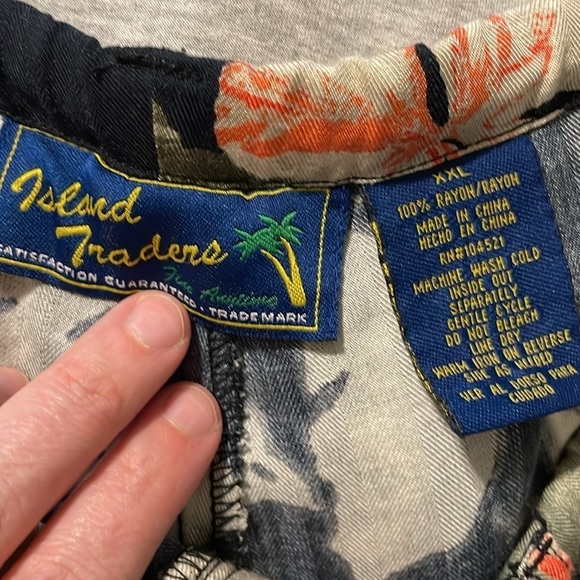 Island
Traders
Fun Anytime
SATISFACTION GUARANTEED. TRADEMARK
XXL
100% RAYON/RAYON
MADE IN CHINA
HECHO EN CHINA
RN#104521
MACHINE WASH COLD
INSIDE OUT
SEPARATELY
GENTLE CYCLE
DO NOT BLEACH
LINE DRY
WARM IRON ON REVERSE
SIDE AS NEEDED
VER AL DORSO PARA
CUIDADO